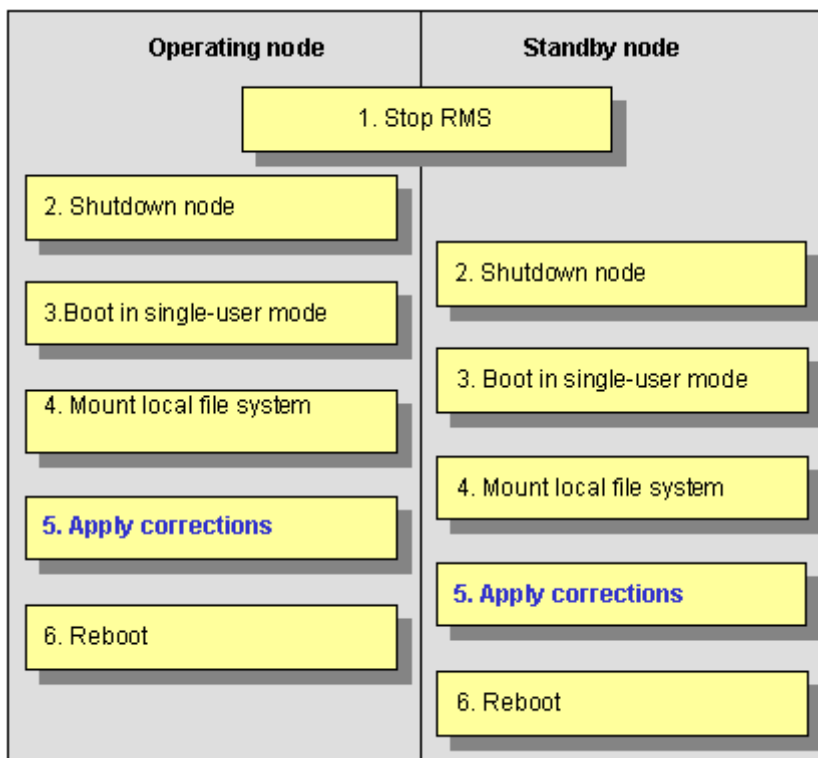 Operating node
Standby node
1. Stop RMS
2. Shutdown node
2. Shutdown node
3.Boot in single-user mode
3. Boot in single-user mode
4. Mount local file system
4. Mount local file system
5. Apply corrections
5. Apply corrections
6. Reboot
6. Reboot